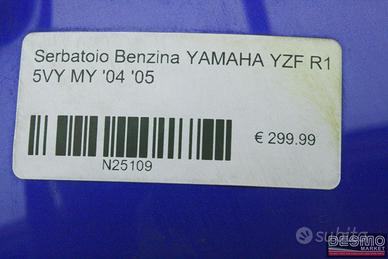 Serbatoio Benzina YAMAHA YZF R1
5VY MY '04 '05
€ 299.99
N25109
subito
DESMO
MARKET